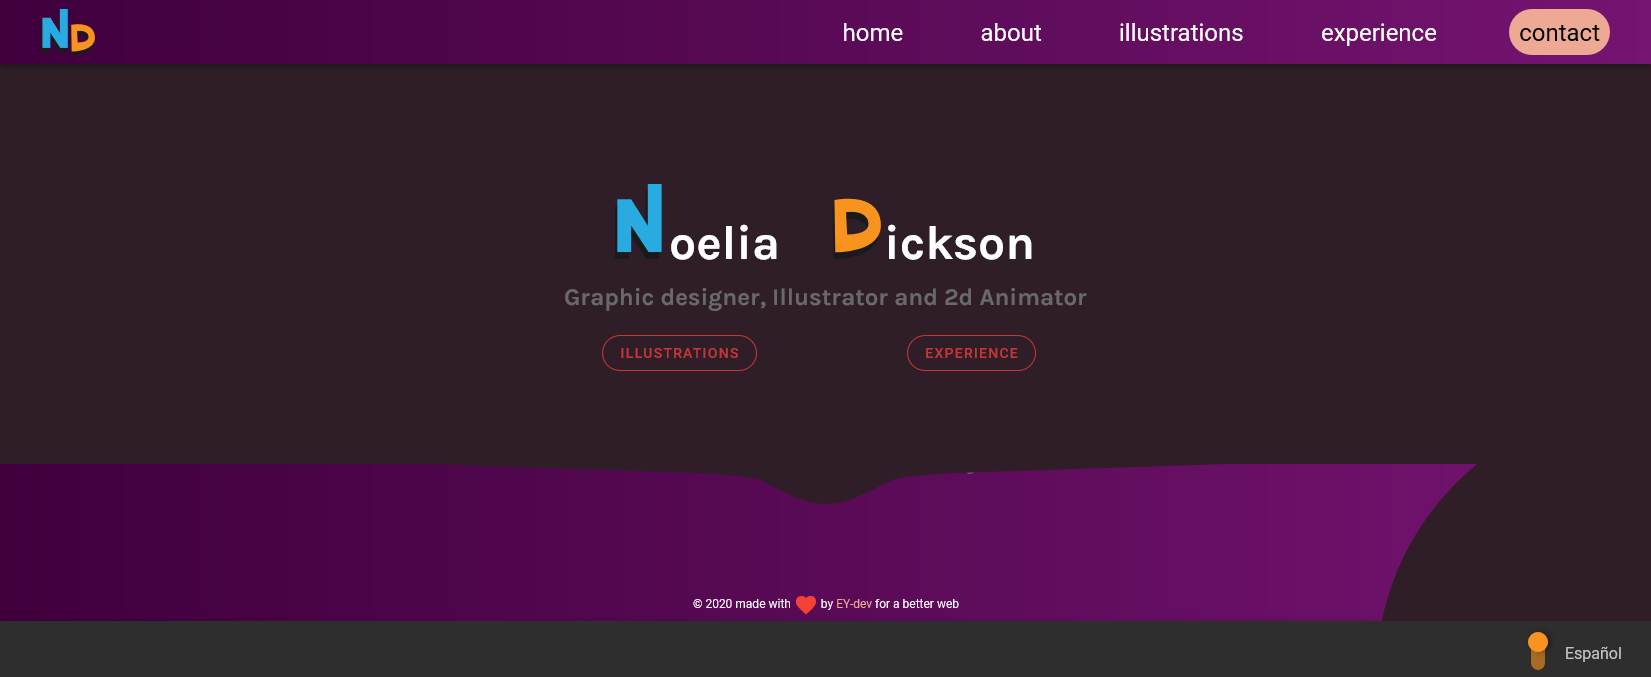 ND
home about illustrations experience contact
Noelia Dickson
Graphic designer, Illustrator and 2d Animator
ILLUSTRATIONS EXPERIENCE
© 2020 made with by EY-dev for a better web
Español